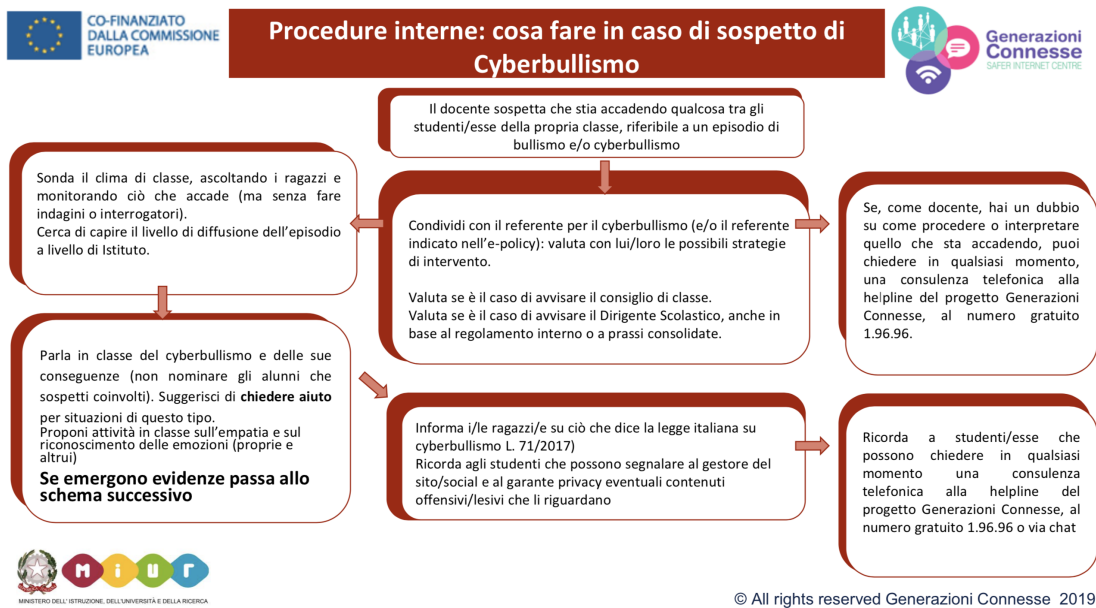 CO-FINANZIATO
DALLA COMMISSIONE
EUROPEA
Procedure interne: cosa fare in caso di sospetto di
Cyberbullismo
Generazioni
Connesse
SAFER INTERNET CENTRE
Il docente sospetta che stia accadendo qualcosa tra gli
studenti/esse della propria classe, riferibile a un episodio di
bullismo e/o cyberbullismo
Sonda il clima di classe, ascoltando i ragazzi e
monitorando ciò che accade (ma senza fare
indagini o interrogatori).
Cerca di capire il livello di diffusione dell'episodio
a livello di Istituto.
Condividi con il referente per il cyberbullismo (e/o il referente
indicato nell'e-policy): valuta con lui/loro le possibili strategie
di intervento.
Valuta se è il caso di avvisare il consiglio di classe.
Valuta se è il caso di avvisare il Dirigente Scolastico, anche in
base al regolamento interno o a prassi consolidate.
Se, come docente, hai un dubbio
su come procedere o interpretare
quello che sta accadendo, puoi
chiedere in qualsiasi momento,
una consulenza telefonica alla
helpline del progetto Generazioni
Connesse, al numero gratuito
1.96.96.
Parla in classe del cyberbullismo e delle sue
conseguenze (non nominare gli alunni che
sospetti coinvolti). Suggerisci di chiedere aiuto
per situazioni di questo tipo.
Proponi attività in classe sull'empatia e sul
riconoscimento delle emozioni (proprie e
altrui)
Se emergono evidenze passa allo
schema successivo
Informa i/le ragazzi/e su ciò che dice la legge italiana su
cyberbullismo L. 71/2017)
Ricorda agli studenti che possono segnalare al gestore del
sito/social e al garante privacy eventuali contenuti
offensivi/lesivi che li riguardano
Ricorda a studenti/esse che
possono chiedere in qualsiasi
momento una consulenza
telefonica alla helpline del
progetto Generazioni Connesse, al
numero gratuito 1.96.96 o via chat
MIUR
MINISTERO DELL'ISTRUZIONE, DELL'UNIVERSITÀ E DELLA RICERCA
© All rights reserved Generazioni Connesse 2019